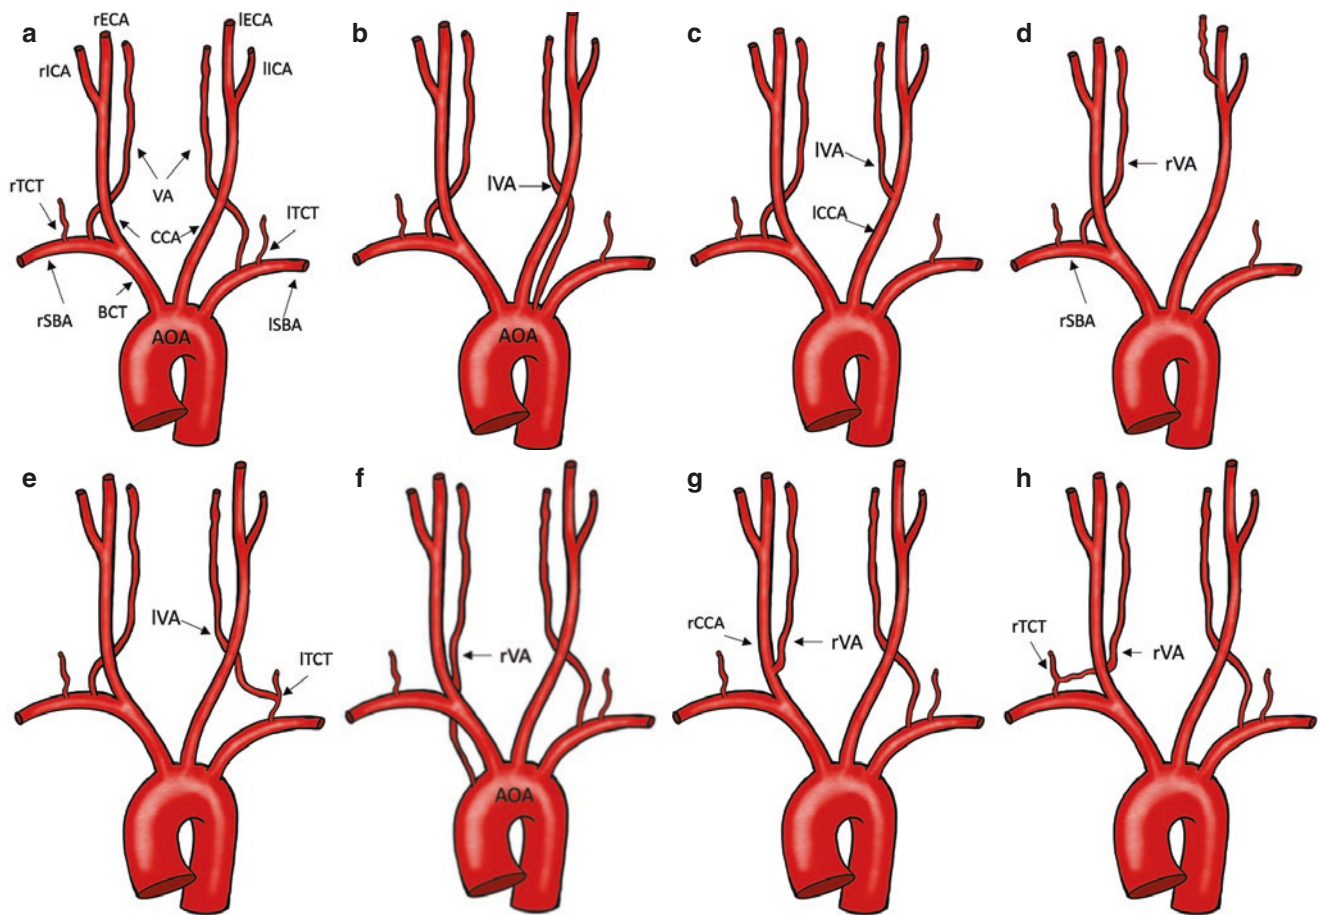 a
rECA
lECA
rICA
lICA
rTCT
VA
lTCT
CCA
BCT
rSBA
lSBA
AOA
b
lVA
AOA
c
lVA
lCCA
d
rVA
rSBA
e
lVA
lTCT
f
rVA
AOA
g
rCCA
rVA
h
rTCT
rVA